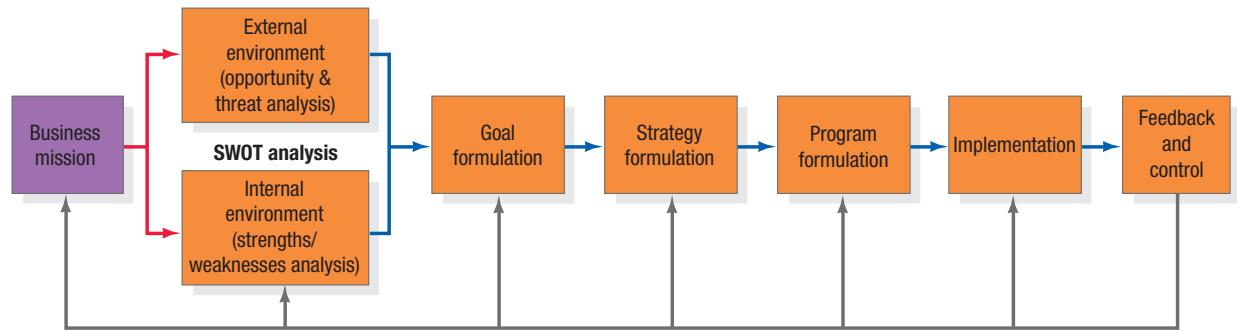 Business
mission
External
environment
(opportunity &
threat analysis)
SWOT analysis
Internal
environment
(strengths/
weaknesses analysis)
Goal
formulation
Strategy
formulation
Program
formulation
Implementation
Feedback
and
control